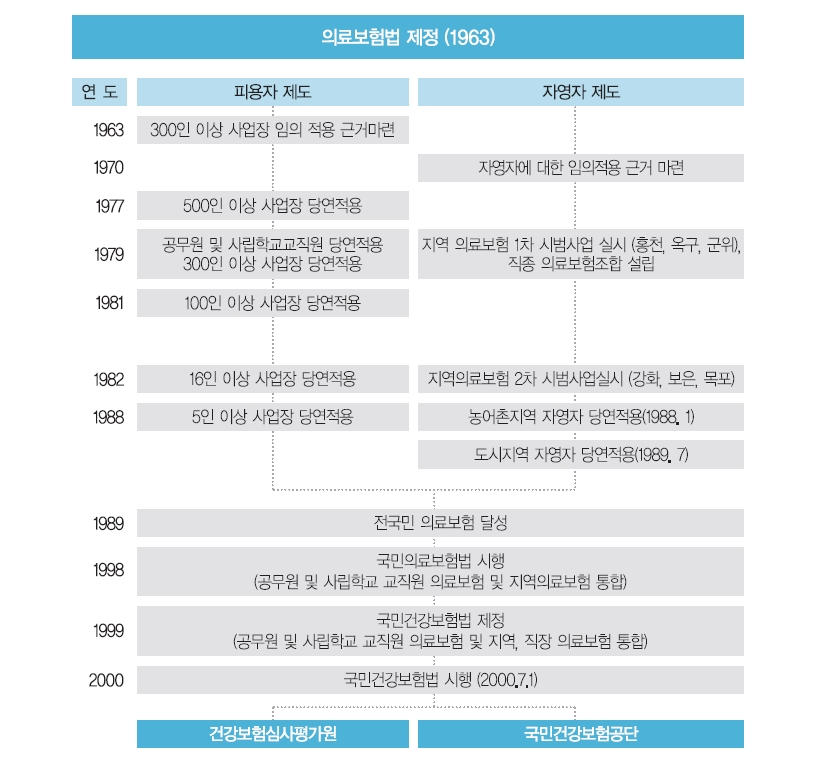 의료보험법 제정 (1963)
연 도
피용자 제도
자영자 제도
1963
300인 이상 사업장 임의 적용 근거마련
1970
자영자에 대한 임의적용 근거 마련
1977
500인 이상 사업장 당연적용
1979
공무원 및 사립학교교직원 당연적용
300인 이상 사업장 당연적용
지역 의료보험 1차 시범사업 실시 (홍천, 옥구, 군위),
직종 의료보험조합 설립
1981
100인 이상 사업장 당연적용
1982
16인 이상 사업장 당연적용
지역의료보험 2차 시범사업실시 (강화, 보은, 목포)
1988
5인 이상 사업장 당연적용
농어촌지역 자영자 당연적용(1988. 1)
도시지역 자영자 당연적용(1989. 7)
1989
전국민 의료보험 달성
1998
국민의료보험법 시행
(공무원 및 사립학교 교직원 의료보험 및 지역의료보험 통합)
1999
국민건강보험법 제정
(공무원 및 사립학교 교직원 의료보험 및 지역, 직장 의료보험 통합)
2000
국민건강보험법 시행 (2000.7.1)
건강보험심사평가원
국민건강보험공단